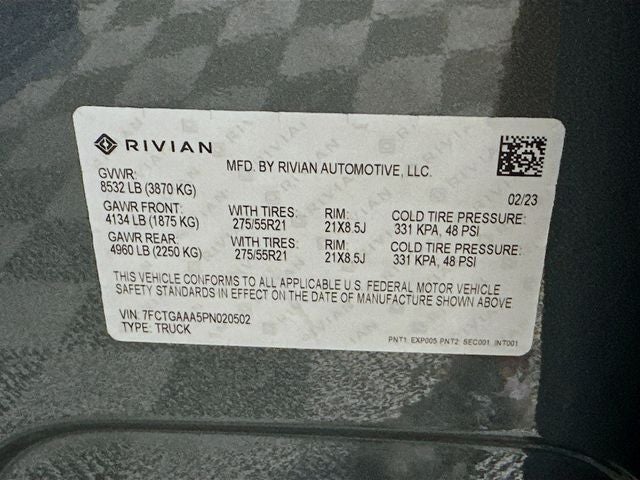 RIVIAN
MFD. BY RIVIAN AUTOMOTIVE, LLC.
GVWR:
8532 LB (3870 KG)
02/23
GAWR FRONT: WITH TIRES: RIM: COLD TIRE PRESSURE:
4134 LB (1875 KG) 275/55R21 21X8.5J 331 KPA, 48 PSI
GAWR REAR: WITH TIRES: RIM: COLD TIRE PRESSURE:
4960 LB (2250 KG) 275/55R21 21X8.5J 331 KPA, 48 PSI
THIS VEHICLE CONFORMS TO ALL APPLICABLE U.S. FEDERAL MOTOR VEHICLE
SAFETY STANDARDS IN EFFECT ON THE DATE OF MANUFACTURE SHOWN ABOVE
VIN: 7FCTGAAA5PN020502
TYPE: TRUCK
PNT1 EXP005 PNT2 SEC001 INT001